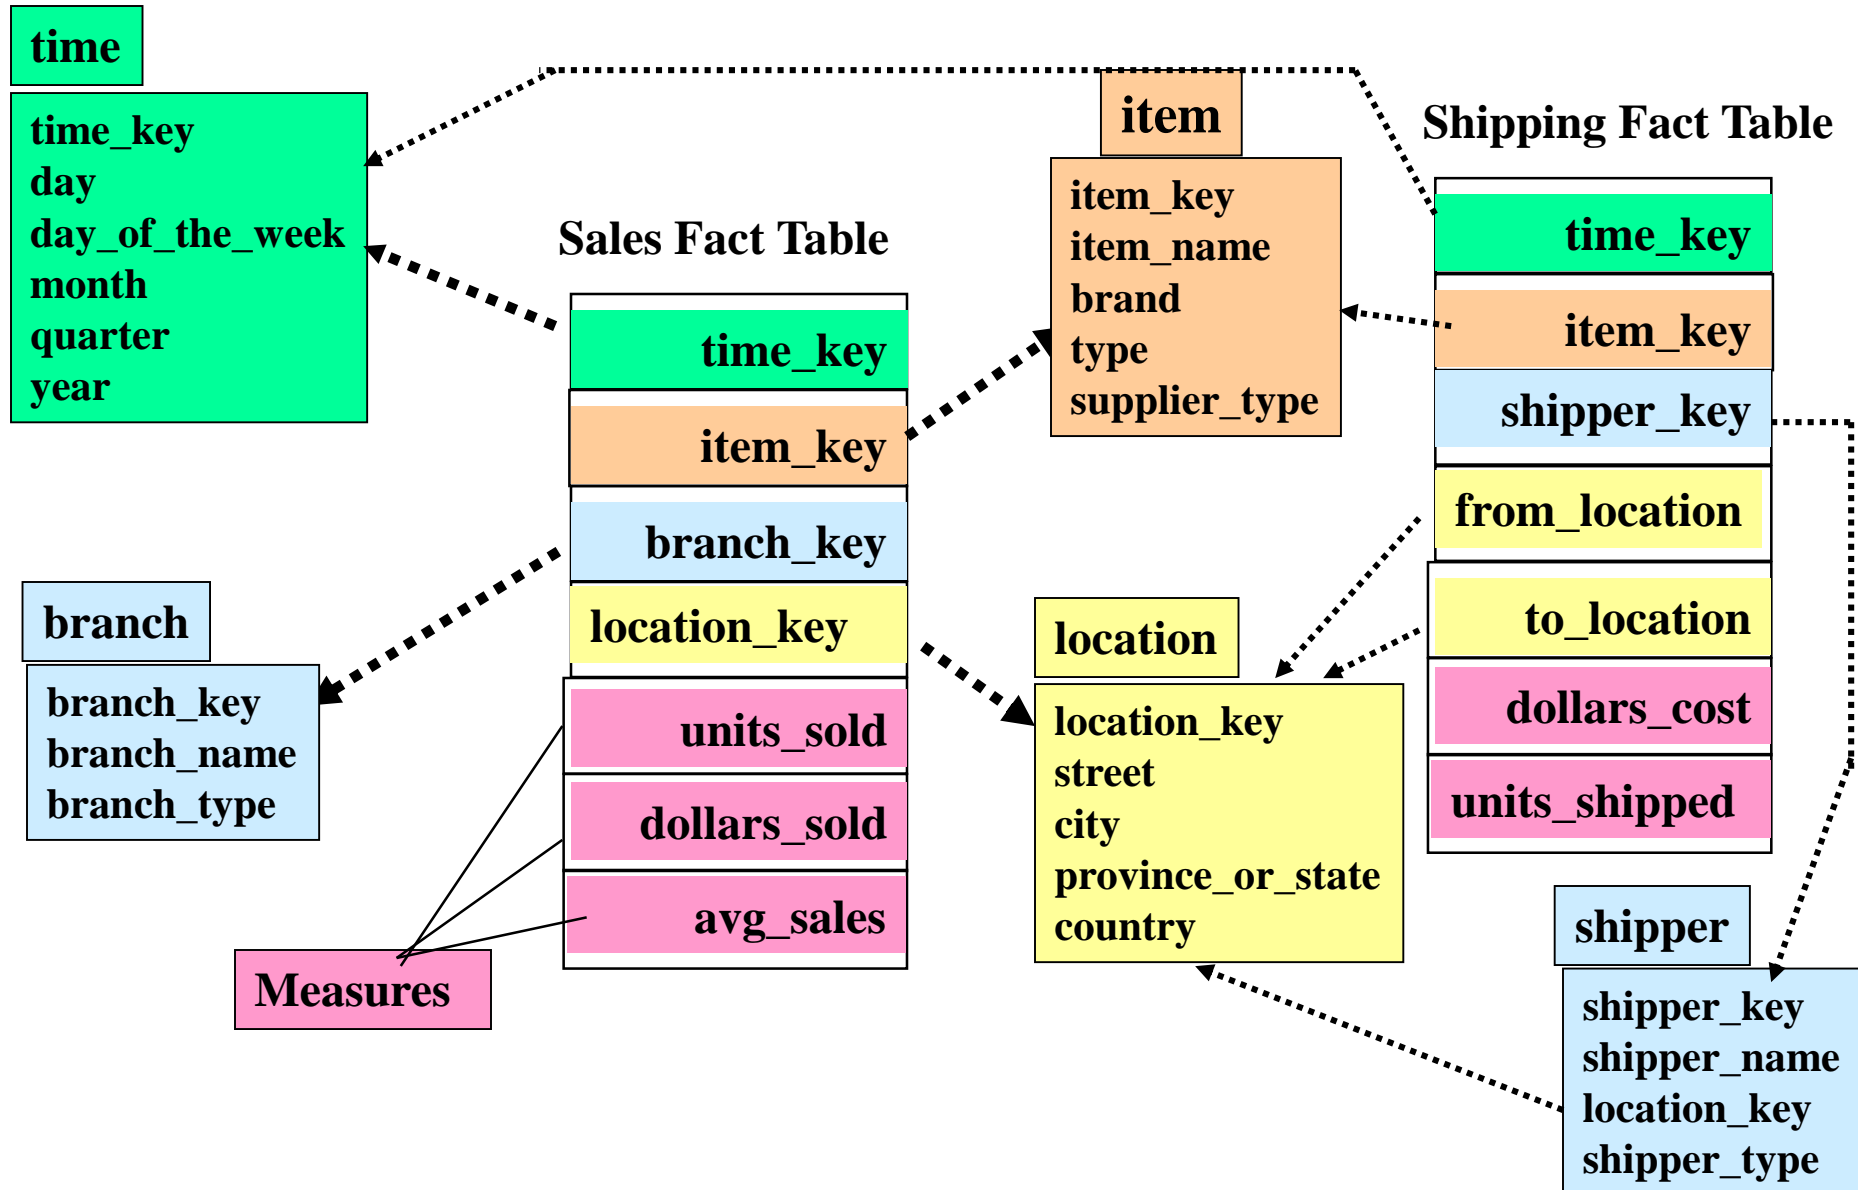 time
time_key
day
day_of_the_week
month
quarter
year
branch
branch_key
branch_name
branch_type
Sales Fact Table
time_key
item_key
branch_key
location_key
units_sold
dollars_sold
avg_sales
Measures
item
item_key
item_name
brand
type
supplier_type
location
location_key
street
city
province_or_state
country
Shipping Fact Table
time_key
item_key
shipper_key
from_location
to_location
dollars_cost
units_shipped
shipper
shipper_key
shipper_name
location_key
shipper_type